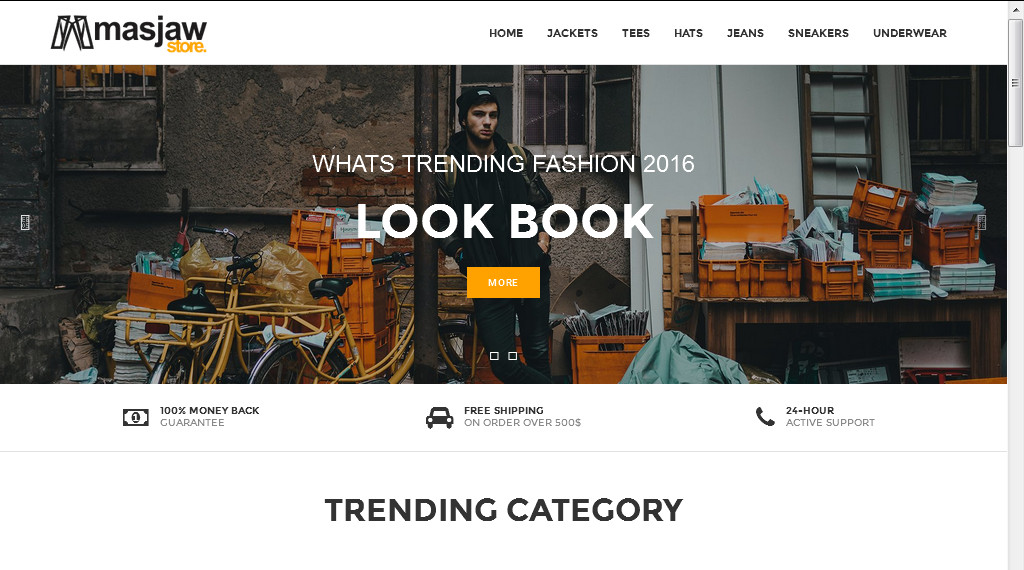 masjaw
store.
HOME JACKETS TEES HATS JEANS SNEAKERS UNDERWEAR
WHATS TRENDING FASHION 2016
LOOK BOOK
MORE
100% MONEY BACK
GUARANTEE
FREE SHIPPING
ON ORDER OVER 500$
24-HOUR
ACTIVE SUPPORT
TRENDING CATEGORY